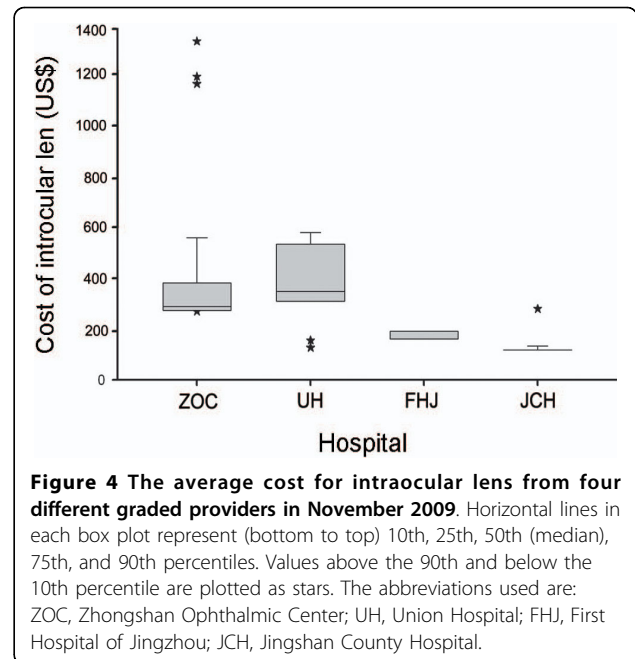 1400
1200
1000
800
600
400
200
0
Cost of introcular len (US$)
ZOC UH FHJ JCH
Hospital
Figure 4 The average cost for intraocular lens from four
different graded providers in November 2009. Horizontal lines in
each box plot represent (bottom to top) 10th, 25th, 50th (median),
75th, and 90th percentiles. Values above the 90th and below the
10th percentile are plotted as stars. The abbreviations used are:
ZOC, Zhongshan Ophthalmic Center; UH, Union Hospital; FHJ, First
Hospital of Jingzhou; JCH, Jingshan County Hospital.